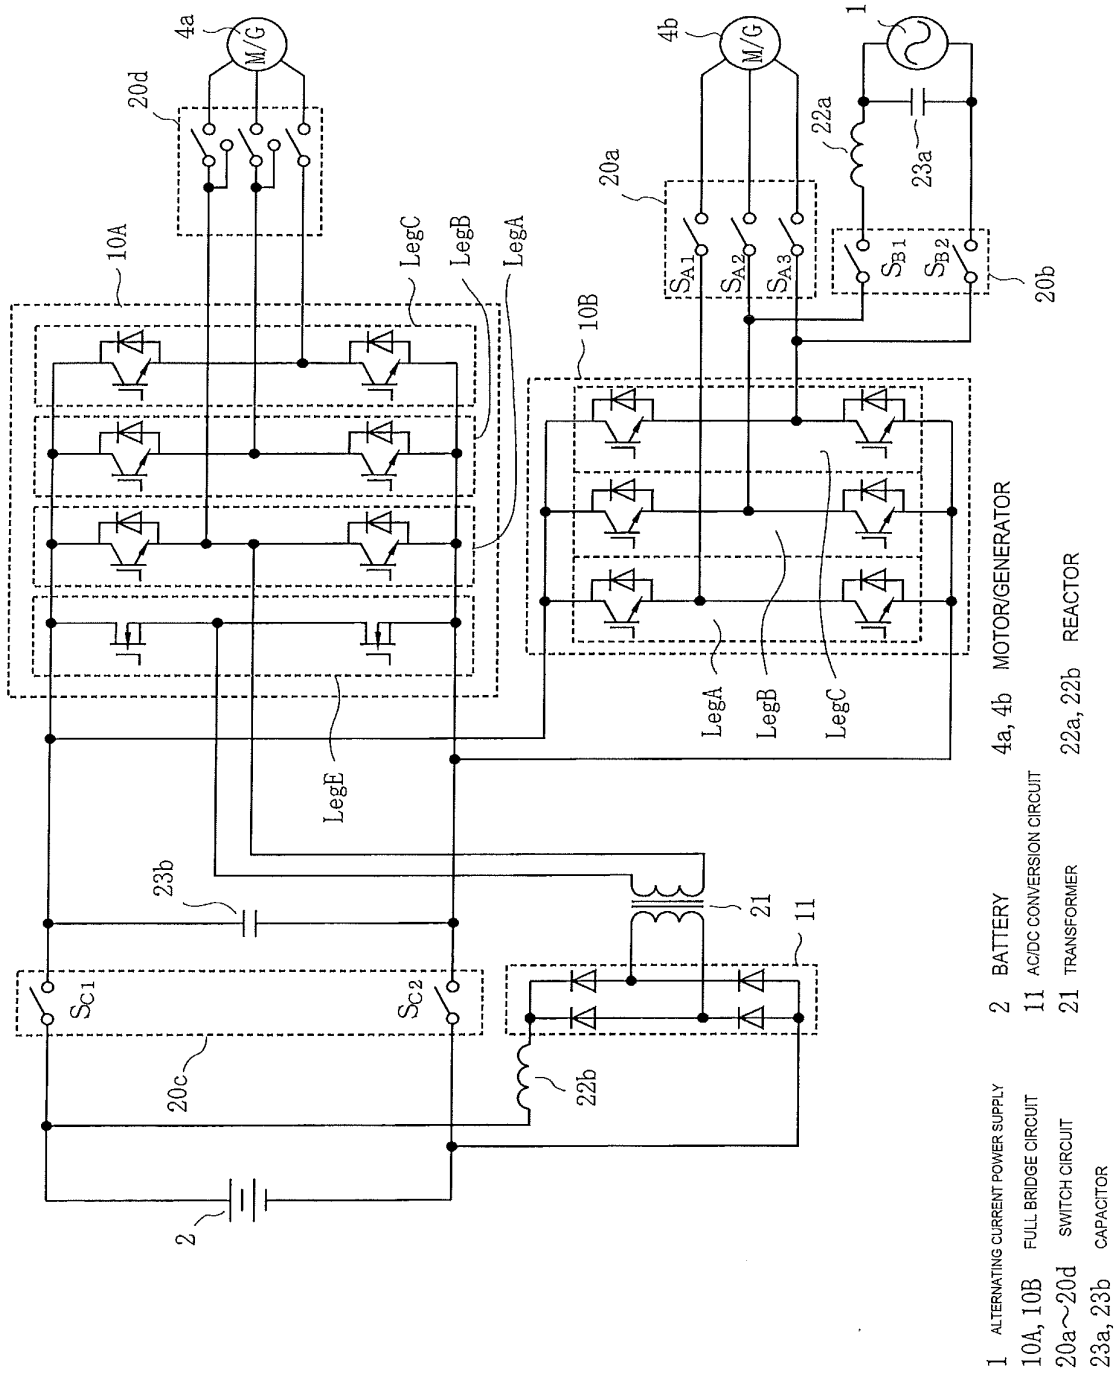 4a
M/G
20d
10A
LegC
LegB
LegA
LegE
4b
M/G
1
22a
23a
20a
SA1
SA2
SA3
SB1
SB2
20b
10B
LegA
LegB
LegC
23b
21
11
SC1
SC2
20c
22b
2
1 ALTERNATING CURRENT POWER SUPPLY
2 BATTERY
4a, 4b MOTOR/GENERATOR
10A, 10B FULL BRIDGE CIRCUIT
11 AC/DC CONVERSION CIRCUIT
20a～20d SWITCH CIRCUIT
21 TRANSFORMER
22a, 22b REACTOR
23a, 23b CAPACITOR